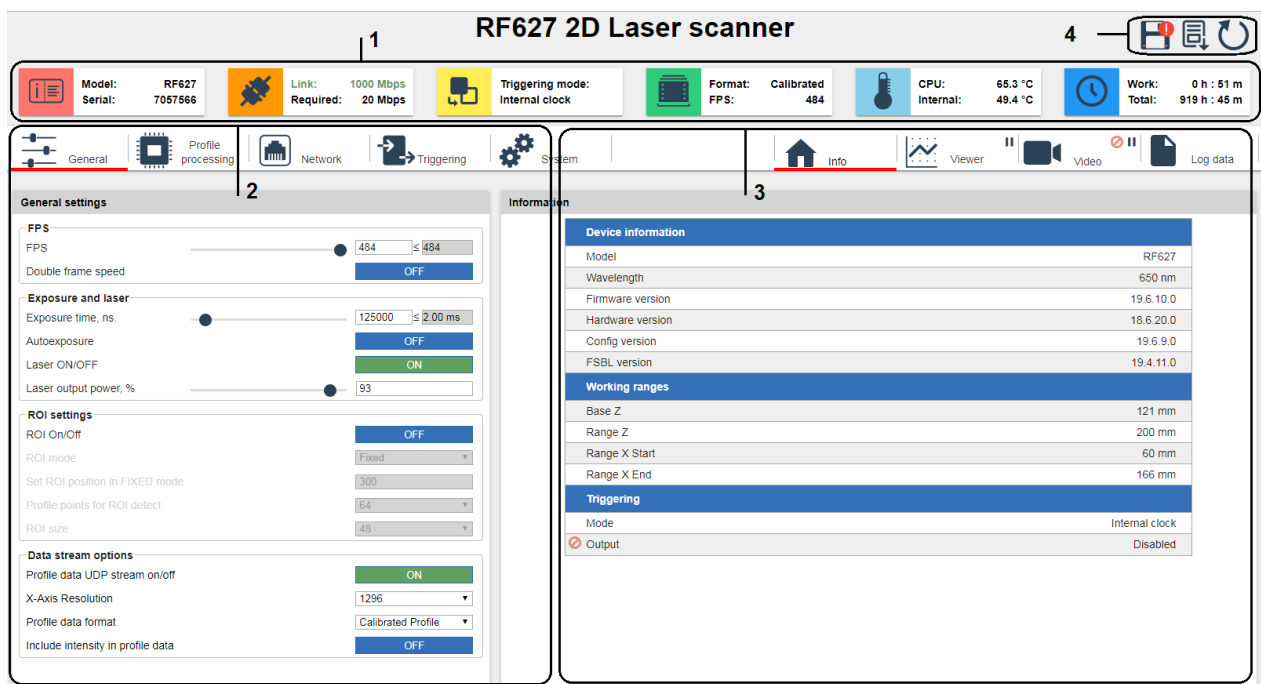 RF627 2D Laser scanner
1
4
Model: RF627
Serial: 7057566
Link: 1000 Mbps
Required: 20 Mbps
Triggering mode:
Internal clock
Format: Calibrated
FPS: 484
CPU: 65.3 °C
Internal: 49.4 °C
Work: 0 h : 51 m
Total: 919 h : 45 m
General
Profile processing
Network
Triggering
System
Info
Viewer
Video
Log data
2
3
General settings
FPS
FPS 484 ≤ 484
Double frame speed OFF
Exposure and laser
Exposure time, ns. 125000 ≤ 2.00 ms
Autoexposure OFF
Laser ON/OFF ON
Laser output power, % 93
ROI settings
ROI On/Off OFF
ROI mode Fixed
Set ROI position in FIXED mode 300
Profile points for ROI detect 64
ROI size 48
Data stream options
Profile data UDP stream on/off ON
X-Axis Resolution 1296
Profile data format Calibrated Profile
Include intensity in profile data OFF
Information
Device information
Model RF627
Wavelength 650 nm
Firmware version 19.6.10.0
Hardware version 18.6.20.0
Config version 19.6.9.0
FSBL version 19.4.11.0
Working ranges
Base Z 121 mm
Range Z 200 mm
Range X Start 60 mm
Range X End 166 mm
Triggering
Mode Internal clock
Output Disabled